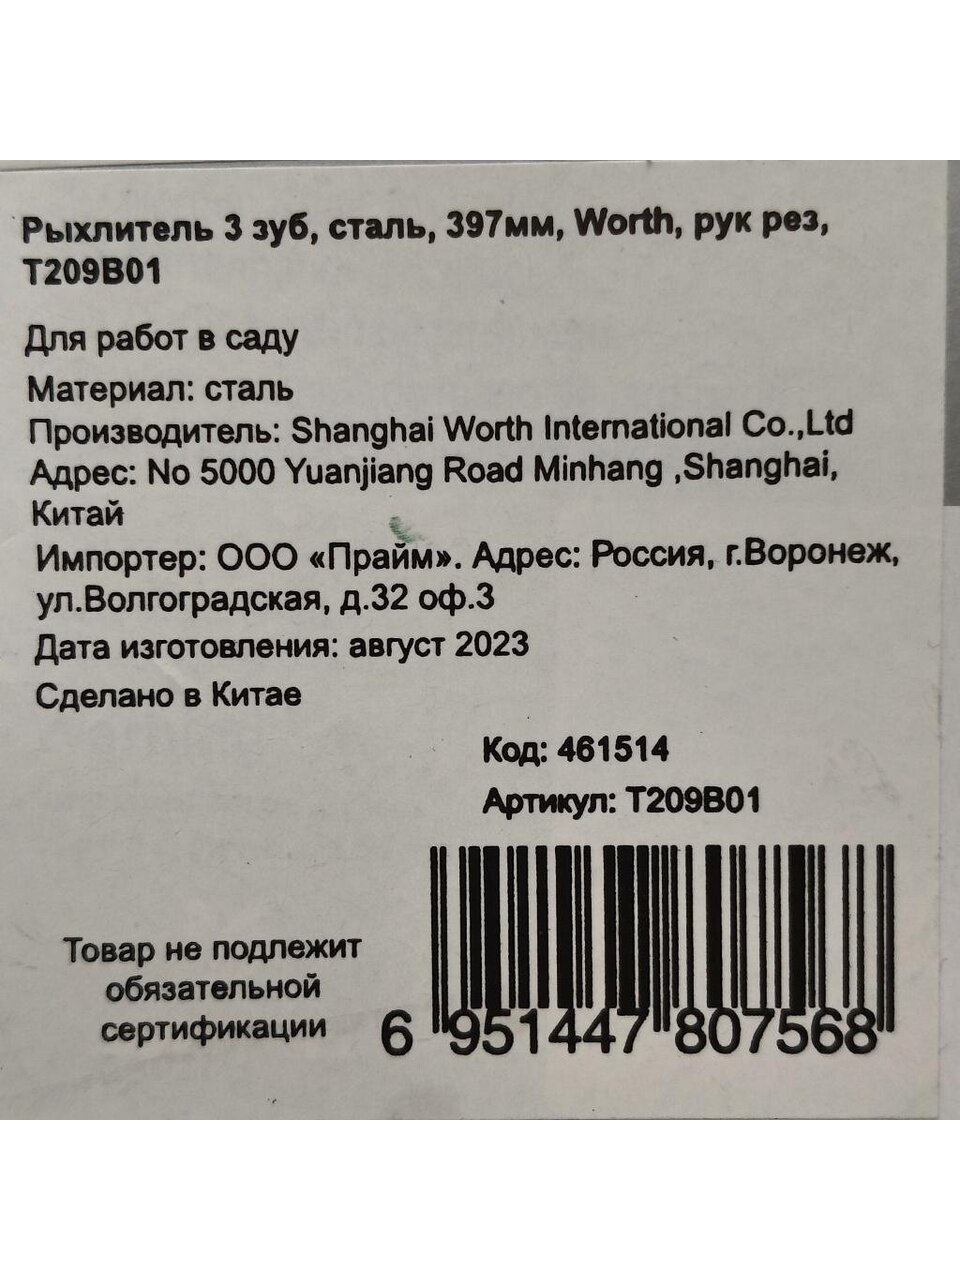 Рыхлитель 3 зуб, сталь, 397мм, Worth, рук рез,
T209B01
Для работ в саду
Материал: сталь
Производитель: Shanghai Worth International Co.,Ltd
Адрес: No 5000 Yuanjiang Road Minhang ,Shanghai,
Китай
Импортер: ООО «Прайм». Адрес: Россия, г.Воронеж,
ул.Волгоградская, д.32 оф.3
Дата изготовления: август 2023
Сделано в Китае
Код: 461514
Артикул: T209B01
Товар не подлежит
обязательной
сертификации
6 951447 807568